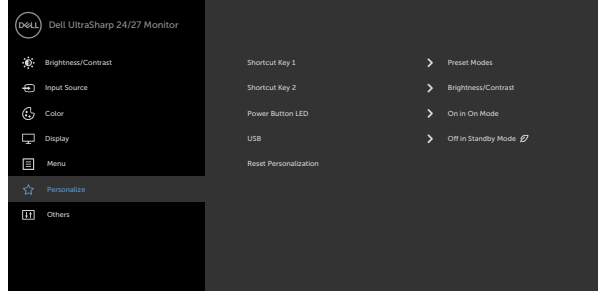 DELL Dell UltraSharp 24/27 Monitor
Brightness/Contrast
Input Source
Color
Display
Menu
Personalize
Others
Shortcut Key 1 Preset Modes
Shortcut Key 2 Brightness/Contrast
Power Button LED On in On Mode
USB Off in Standby Mode
Reset Personalization